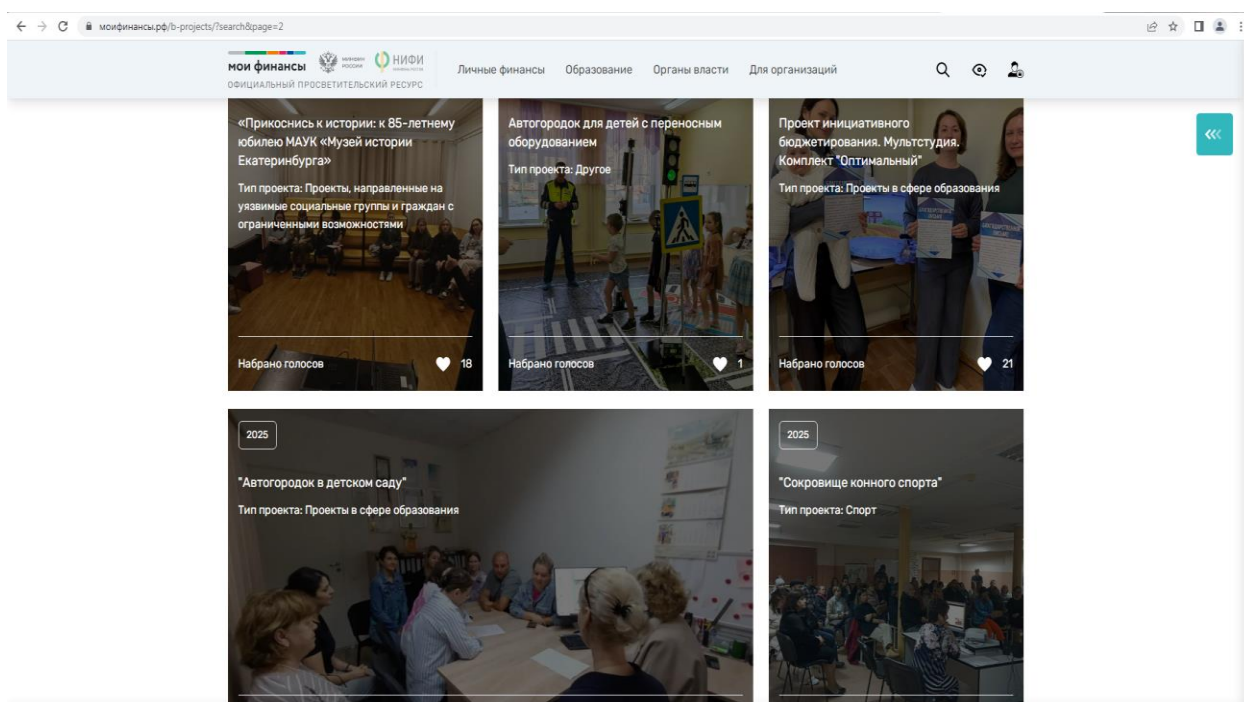 моифинансы.рф/b-projects/?search&page=2
мои финансы
МИНФИН РОССИИ
НИФИ
ОФИЦИАЛЬНЫЙ ПРОСВЕТИТЕЛЬСКИЙ РЕСУРС
Личные финансы
Образование
Органы власти
Для организаций
«Прикоснись к истории: к 85-летнему
юбилею МАУК «Музей истории
Екатеринбурга»
Тип проекта: Проекты, направленные на
уязвимые социальные группы и граждан с
ограниченными возможностями
Набрано голосов 18
Автогородок для детей с переносным
оборудованием
Тип проекта: Другое
Набрано голосов 1
Проект инициативного
бюджетирования. Мультстудия.
Комплект "Оптимальный"
Тип проекта: Проекты в сфере образования
Набрано голосов 21
2025
"Автогородок в детском саду"
Тип проекта: Проекты в сфере образования
2025
"Сокровище конного спорта"
Тип проекта: Спорт